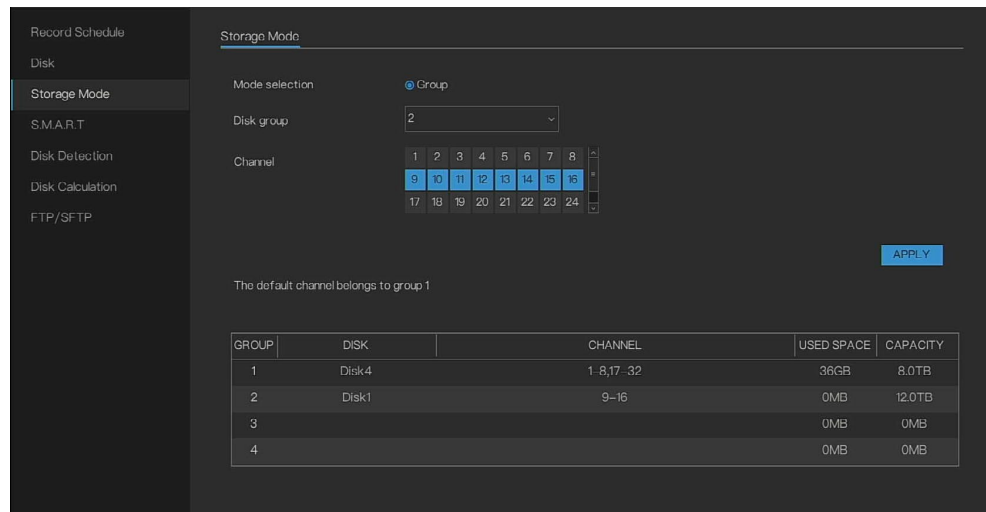 Record Schedule
Disk
Storage Mode
S.M.A.R.T
Disk Detection
Disk Calculation
FTP/SFTP
Storage Mode
Mode selection Group
Disk group 2
Channel
1 2 3 4 5 6 7 8
9 10 11 12 13 14 15 16
17 18 19 20 21 22 23 24
APPLY
The default channel belongs to group 1
GROUP DISK CHANNEL USED SPACE CAPACITY
1 Disk4 1-8,17-32 36GB 8.0TB
2 Disk1 9-16 0MB 12.0TB
3 0MB 0MB
4 0MB 0MB